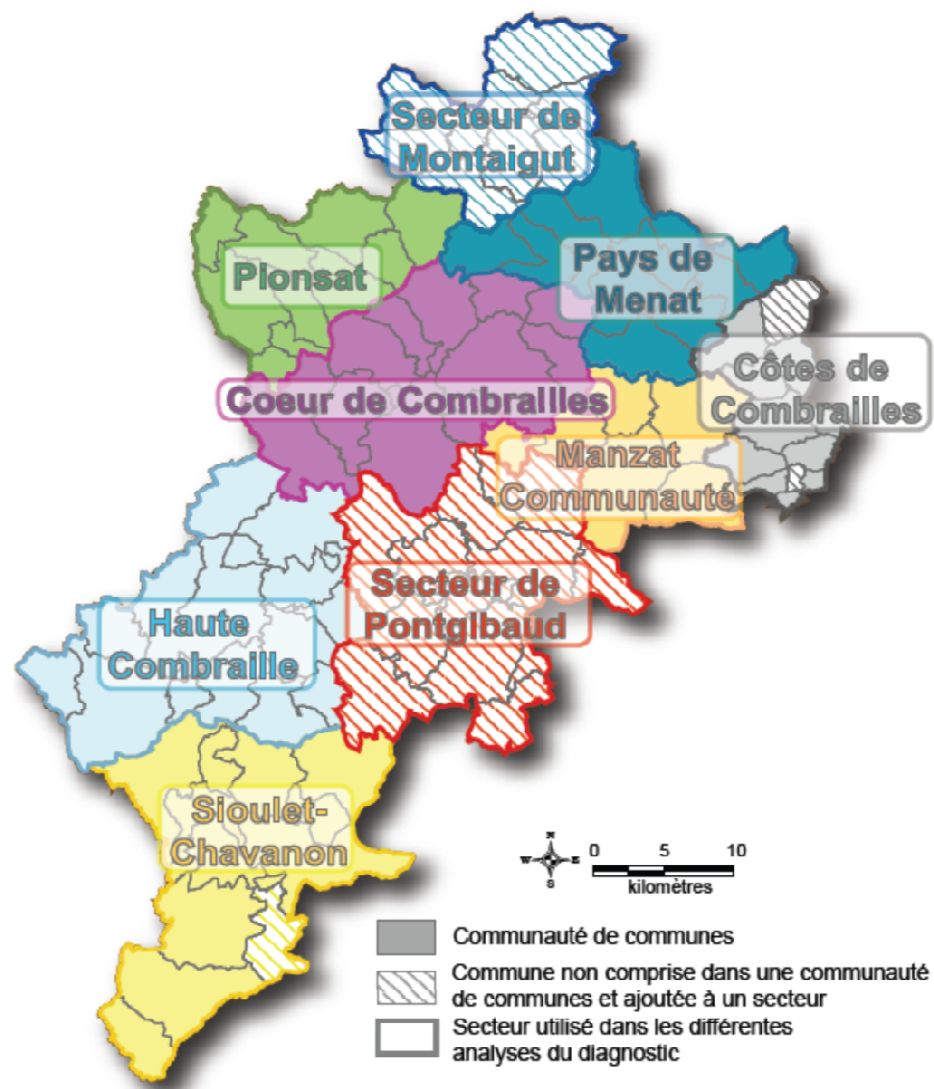 Secteur de
Montaigut
Pionsat
Pays de
Menat
Côtes de
Combrailles
Coeur de Combrailles
Manzat
Communauté
Secteur de
Pontgibaud
Haute
Combraille
Sioulet-
Chavanon
N
W E
S
0 5 10
kilomètres
Communauté de communes
Commune non comprise dans une communauté
de communes et ajoutée à un secteur
Secteur utilisé dans les différentes
analyses du diagnostic